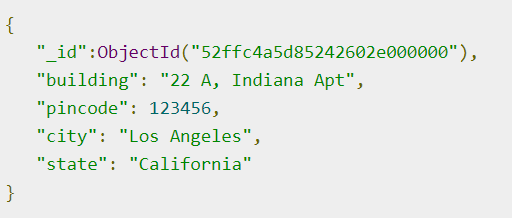 {
"_id":ObjectId("52ffc4a5d85242602e000000"),
"building": "22 A, Indiana Apt",
"pincode": 123456,
"city": "Los Angeles",
"state": "California"
}